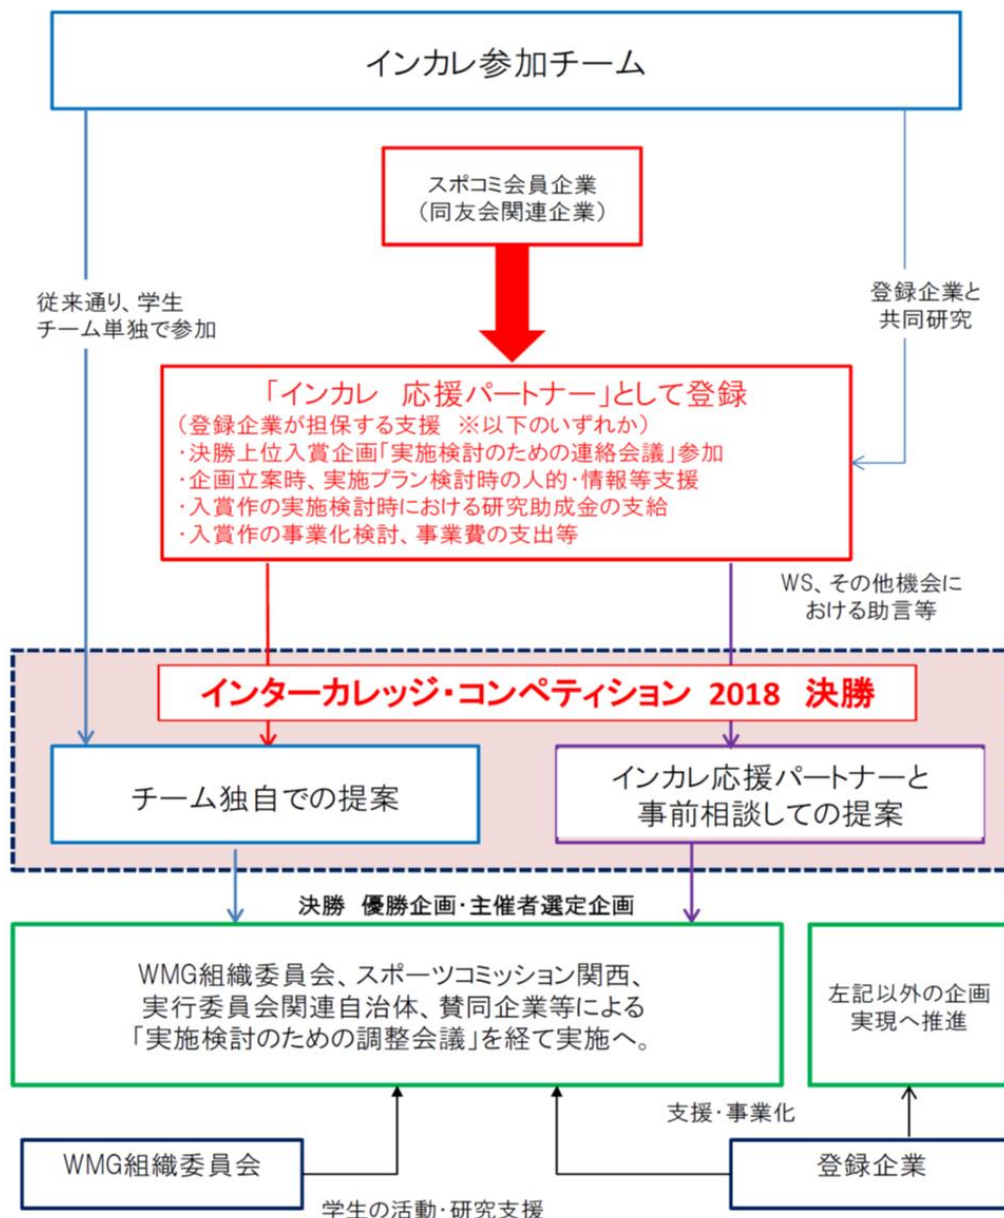 インカレ参加チーム
スポコミ会員企業
（同友会関連企業）
従来通り、学生
チーム単独で参加
登録企業と
共同研究
「インカレ　応援パートナー」として登録
（登録企業が担保する支援　※以下のいずれか）
・決勝上位入賞企画「実施検討のための連絡会議」参加
・企画立案時、実施プラン検討時の人的・情報等支援
・入賞作の実施検討時における研究助成金の支給
・入賞作の事業化検討、事業費の支出等
WS、その他機会に
おける助言等
インターカレッジ・コンペティション 2018　決勝
チーム独自での提案
インカレ応援パートナーと
事前相談しての提案
決勝　優勝企画・主催者選定企画
WMG組織委員会、スポーツコミッション関西、
実行委員会関連自治体、賛同企業等による
「実施検討のための調整会議」を経て実施へ。
左記以外の企画
実現へ推進
支援・事業化
WMG組織委員会
登録企業
学生の活動・研究支援